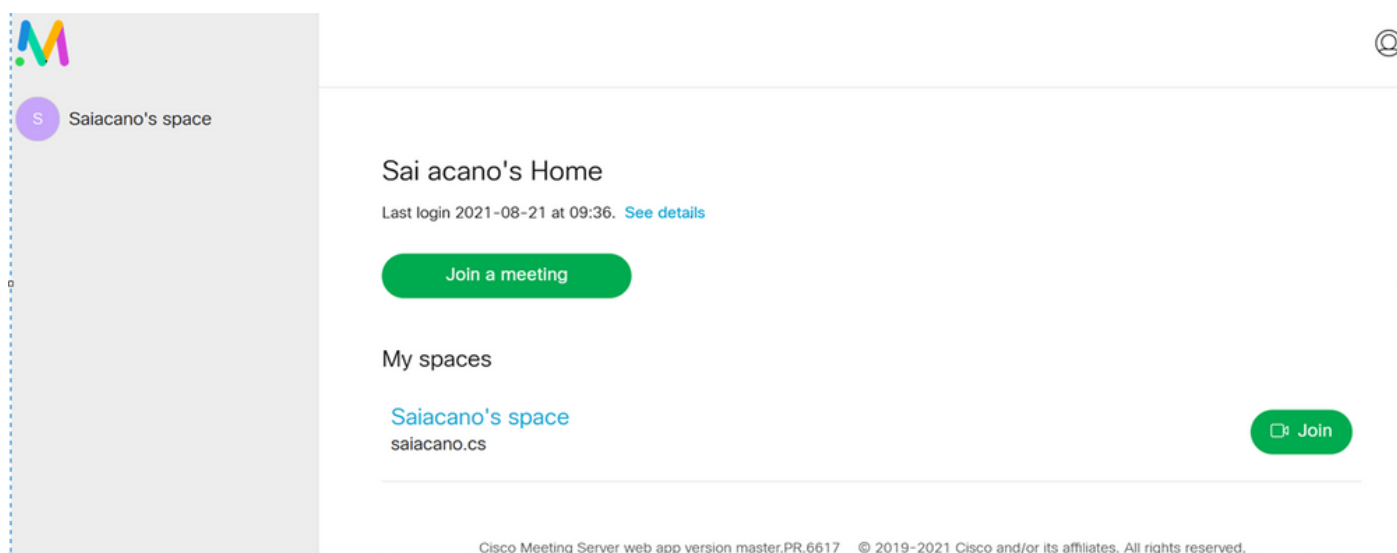 S Saiacano's space
Sai acano's Home
Last login 2021-08-21 at 09:36. See details
Join a meeting
My spaces
Saiacano's space
saiacano.cs
Join
Cisco Meeting Server web app version master.PR.6617 © 2019-2021 Cisco and/or its affiliates. All rights reserved.